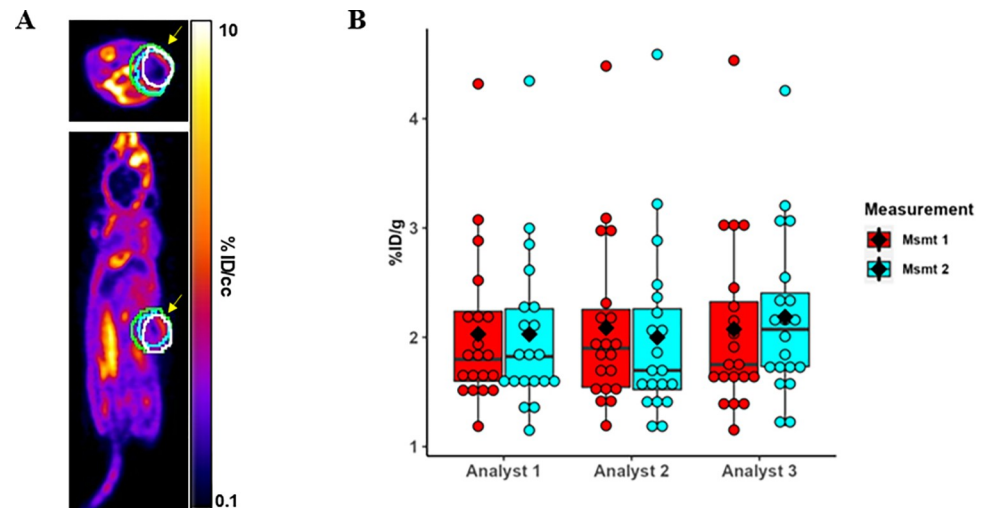 A
10
% ID/cc
0.1
B
%ID/g
4
3
2
1
Analyst 1
Analyst 2
Analyst 3
Measurement
Msmt 1
Msmt 2